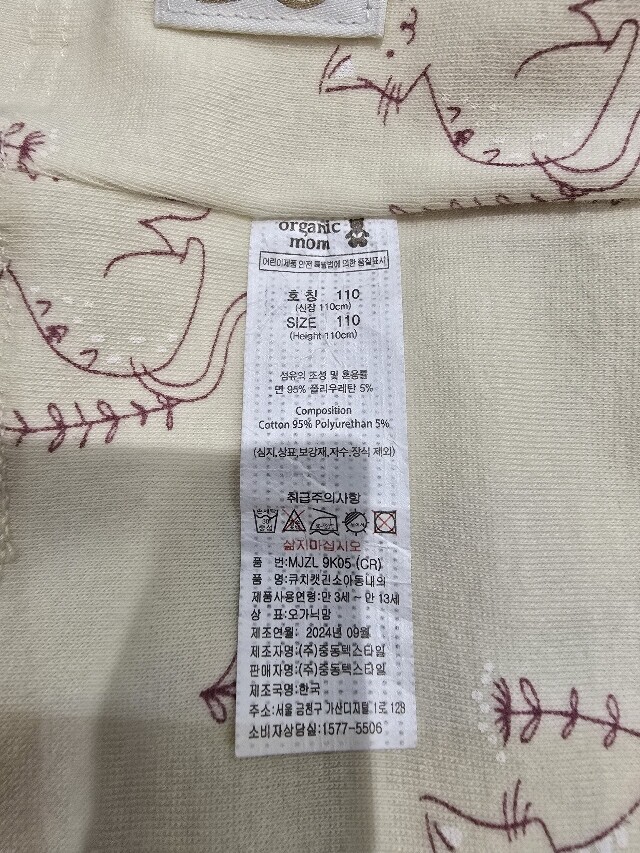 organic
mom
어린이제품 안전 특별법에 의한 품질표시
호 칭 110
(신장 110cm)
SIZE 110
(Height 110cm)
섬유의 조성 및 혼용률
면 95% 폴리우레탄 5%
Composition
Cotton 95% Polyurethan 5%
(심지,상표,보강재,자수,장식 제외)
취급주의사항
삶지마십시오
품 번:MJZL 9K05 (CR)
품 명:큐치캣긴소아동내의
제품사용연령:만 3세 ~ 만 13세
상 표:오가닉맘
제조연월: 2024년 09월
제조자명:(주)중동텍스타일
판매자명:(주)중동텍스타일
제조국명:한국
주소:서울 금천구 가산디지털 1로 128
소비자상담실:1577-5506